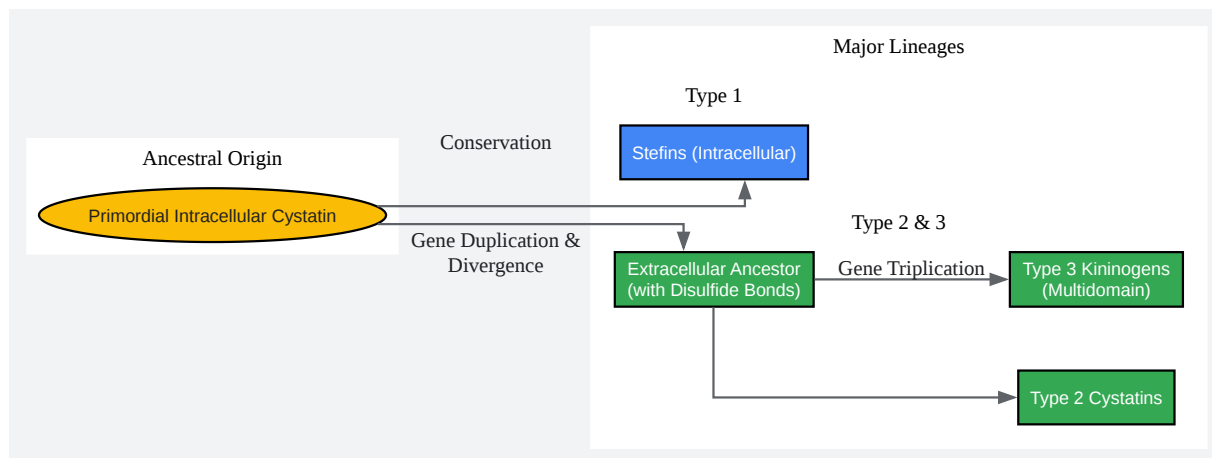 Major Lineages
Type 1
Conservation
Stefins (Intracellular)
Ancestral Origin
Primordial Intracellular Cystatin
Type 2 & 3
Gene Duplication &
Divergence
Extracellular Ancestor
(with Disulfide Bonds)
Gene Triplication
Type 3 Kininogens
(Multidomain)
Type 2 Cystatins